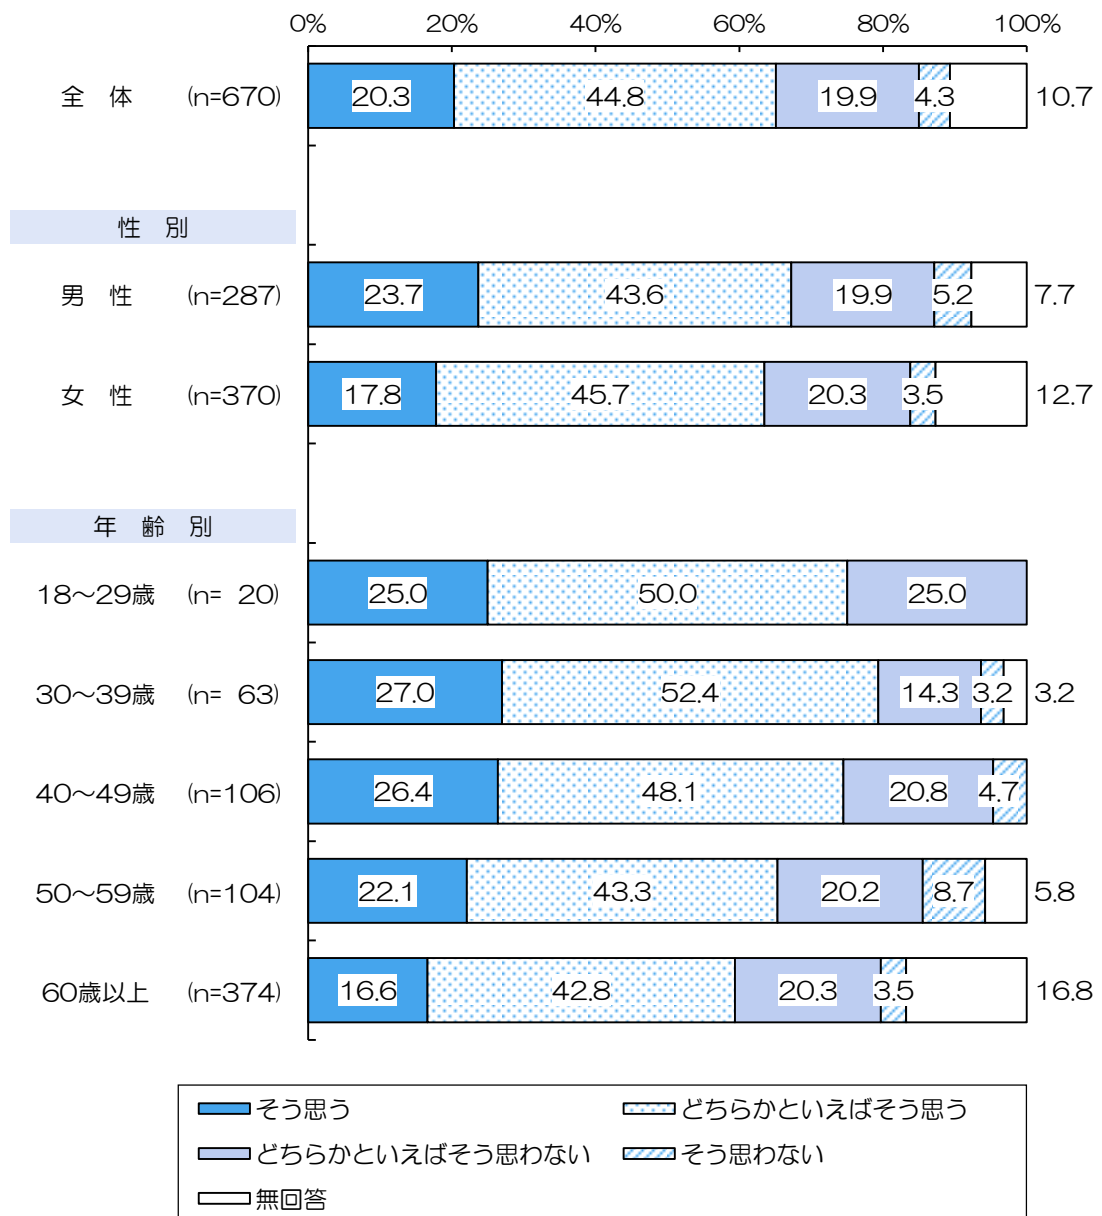 0% 20% 40% 60% 80% 100%
全 体 (n=670) 20.3 44.8 19.9 4.3 10.7
性 別
男 性 (n=287) 23.7 43.6 19.9 5.2 7.7
女 性 (n=370) 17.8 45.7 20.3 3.5 12.7
年 齢 別
18～29歳 (n= 20) 25.0 50.0 25.0
30～39歳 (n= 63) 27.0 52.4 14.3 3.2 3.2
40～49歳 (n=106) 26.4 48.1 20.8 4.7
50～59歳 (n=104) 22.1 43.3 20.2 8.7 5.8
60歳以上 (n=374) 16.6 42.8 20.3 3.5 16.8
そう思う どちらかといえばそう思う
どちらかといえばそう思わない そう思わない
無回答